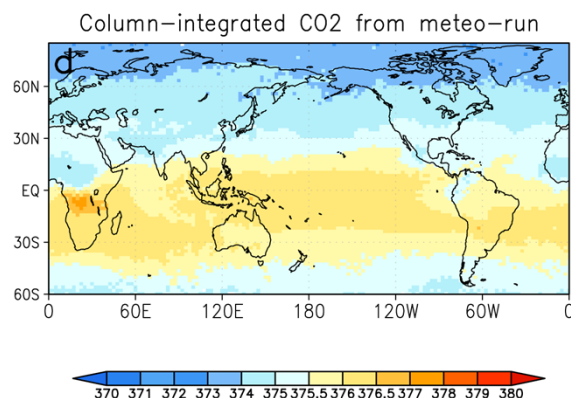 Column-integrated CO2 from meteo-run
d
60N
30N
EQ
30S
60S
0 60E 120E 180 120W 60W 0
370 371 372 373 374 375 375.5 376 376.5 377 378 379 380